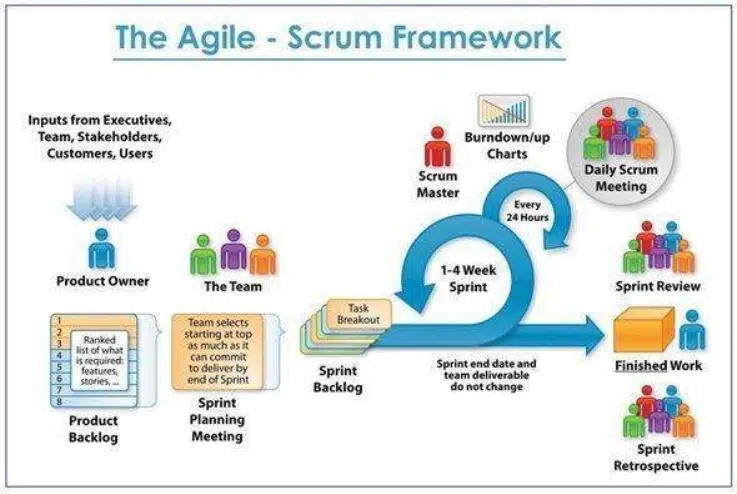 The Agile - Scrum Framework
Inputs from Executives,
Team, Stakeholders,
Customers, Users
Product Owner
The Team
1
2
3
4
5
6
7
8
Ranked
list of what
is required:
features,
stories, ...
Product
Backlog
Team selects
starting at top
as much as it
can commit
to deliver by
end of Sprint
Sprint
Planning
Meeting
Task
Breakout
Sprint
Backlog
Scrum
Master
Burndown/up
Charts
Every
24 Hours
1-4 Week
Sprint
Daily Scrum
Meeting
Sprint end date and
team deliverable
do not change
Sprint Review
Finished Work
Sprint
Retrospective